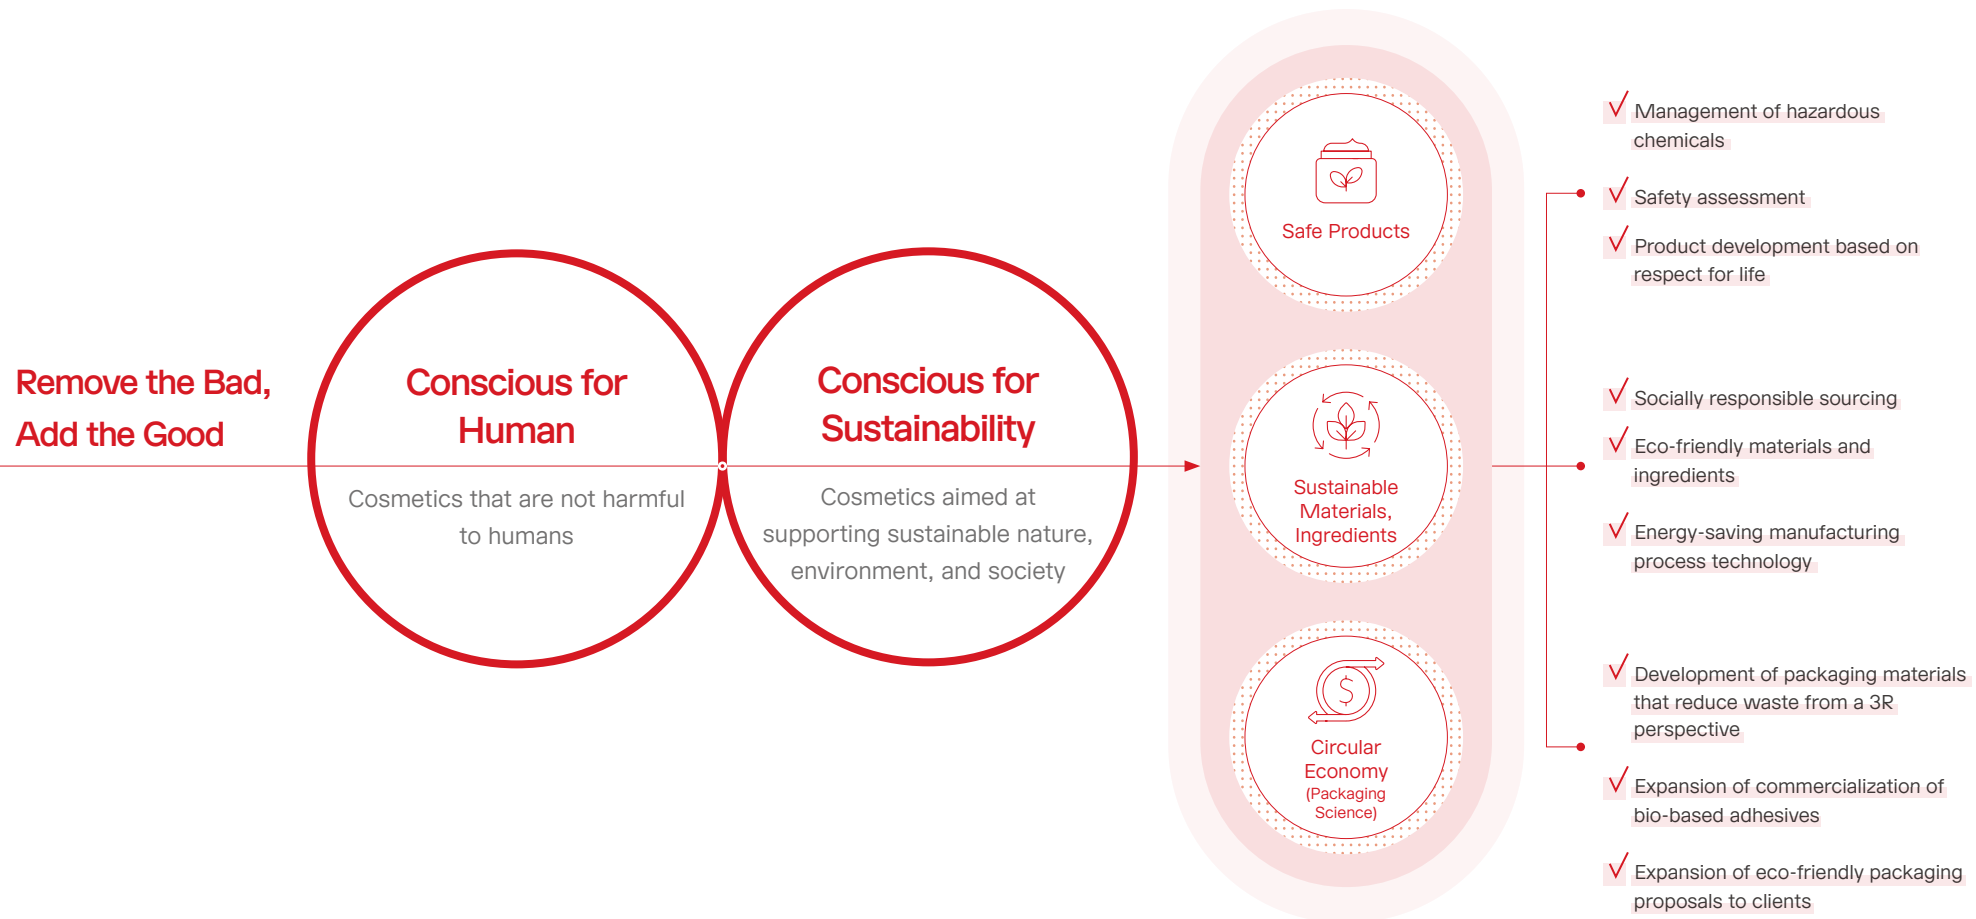 Remove the Bad,
Add the Good
Conscious for
Human
Cosmetics that are not harmful
to humans
Conscious for
Sustainability
Cosmetics aimed at
supporting sustainable nature,
environment, and society
Safe Products
Management of hazardous
chemicals
Safety assessment
Product development based on
respect for life
Sustainable
Materials,
Ingredients
Socially responsible sourcing
Eco-friendly materials and
ingredients
Energy-saving manufacturing
process technology
$
Circular
Economy
(Packaging
Science)
Development of packaging materials
that reduce waste from a 3R
perspective
Expansion of commercialization of
bio-based adhesives
Expansion of eco-friendly packaging
proposals to clients